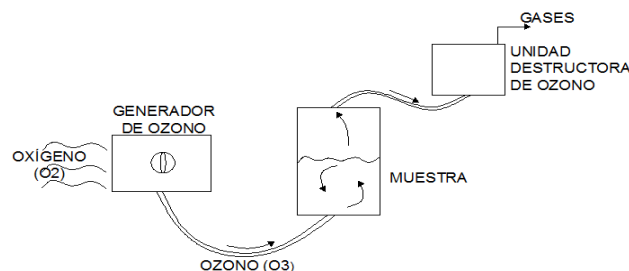 GASES
UNIDAD
DESTRUCTORA
DE OZONO
GENERADOR
DE OZONO
OXÍGENO
(O2)
MUESTRA
OZONO (O3)